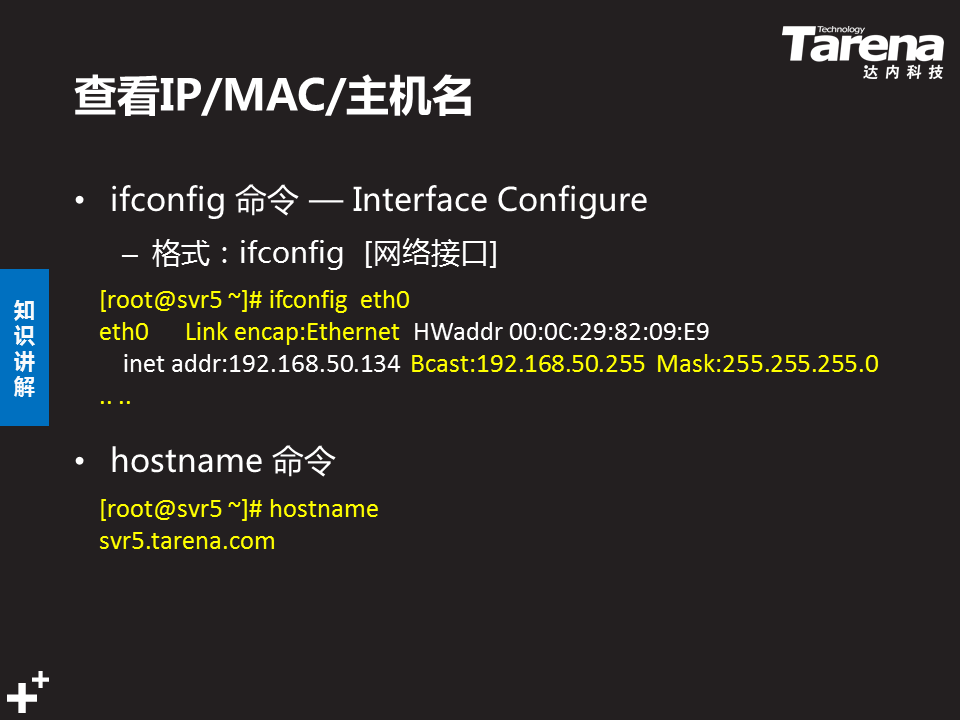 Technology
Tarena
达内科技
查看IP/MAC/主机名
• ifconfig 命令 — Interface Configure
– 格式：ifconfig [网络接口]
[root@svr5 ~]# ifconfig eth0
eth0 Link encap:Ethernet HWaddr 00:0C:29:82:09:E9
inet addr:192.168.50.134 Bcast:192.168.50.255 Mask:255.255.255.0
.. ..
知识讲解
• hostname 命令
[root@svr5 ~]# hostname
svr5.tarena.com